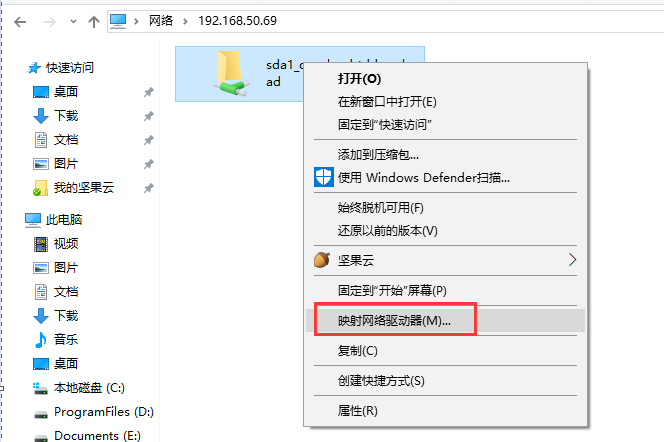 网络 192.168.50.69
快速访问
桌面
下载
文档
图片
我的坚果云
此电脑
视频
图片
文档
下载
音乐
桌面
本地磁盘 (C:)
ProgramFiles (D:)
Documents (E:)
ad
打开(O)
在新窗口中打开(E)
固定到"快速访问"
添加到压缩包...
使用 Windows Defender扫描...
始终脱机可用(F)
还原以前的版本(V)
坚果云
固定到"开始"屏幕(P)
映射网络驱动器(M)...
复制(C)
创建快捷方式(S)
属性(R)